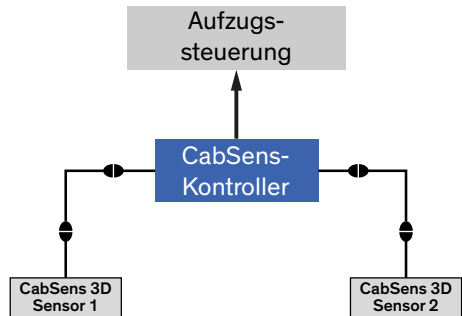 Aufzugs-
steuerung
CabSens-
Kontroller
CabSens 3D
Sensor 1
CabSens 3D
Sensor 2